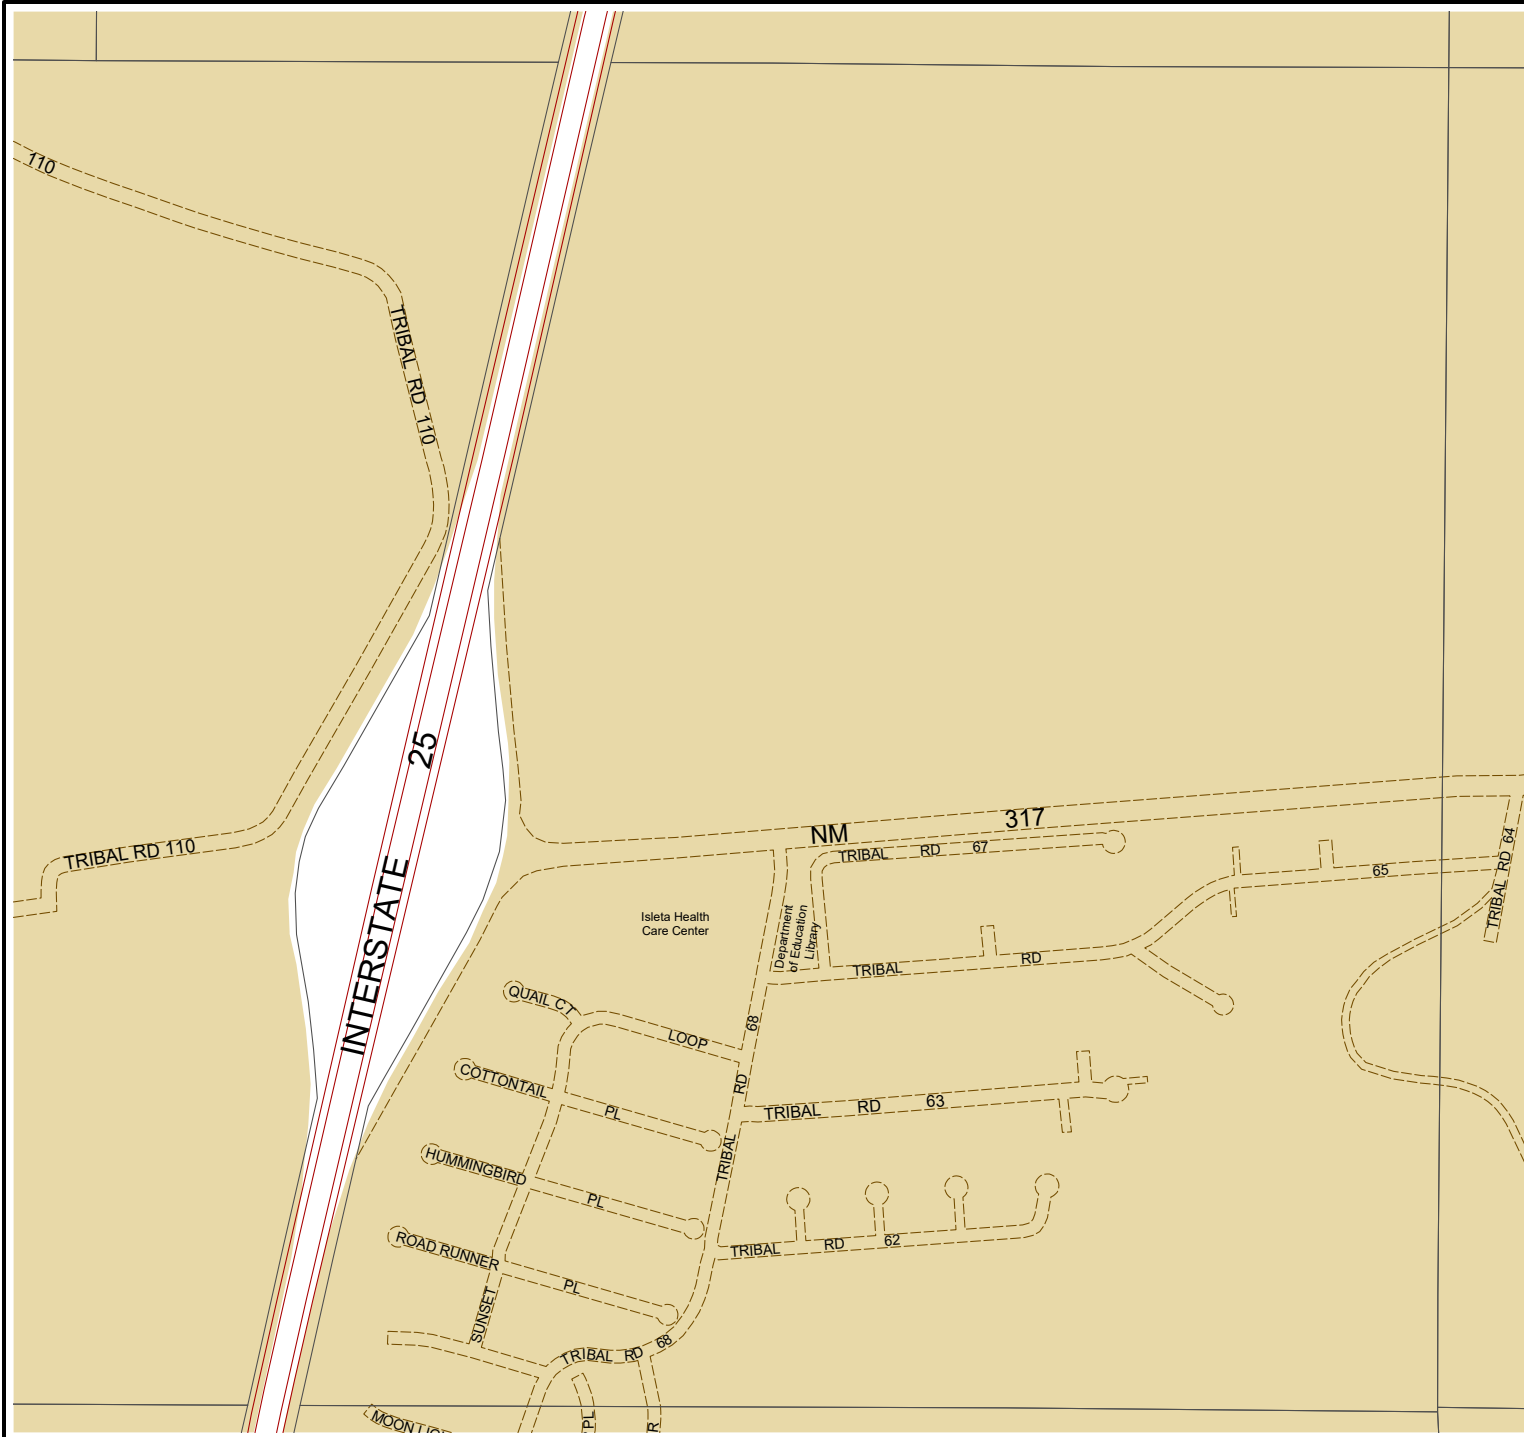 110
TRIBAL RD 110
25
INTERSTATE
TRIBAL RD 110
NM 317
TRIBAL RD 67
TRIBAL RD 64
65
Isleta Health
Care Center
Department
of Education
Library
TRIBAL RD
QUAIL CT
LOOP
TRIBAL RD 68
COTTONTAIL PL
TRIBAL RD 63
HUMMINGBIRD PL
ROAD RUNNER PL
TRIBAL RD 62
SUNSET
TRIBAL RD 68
PL